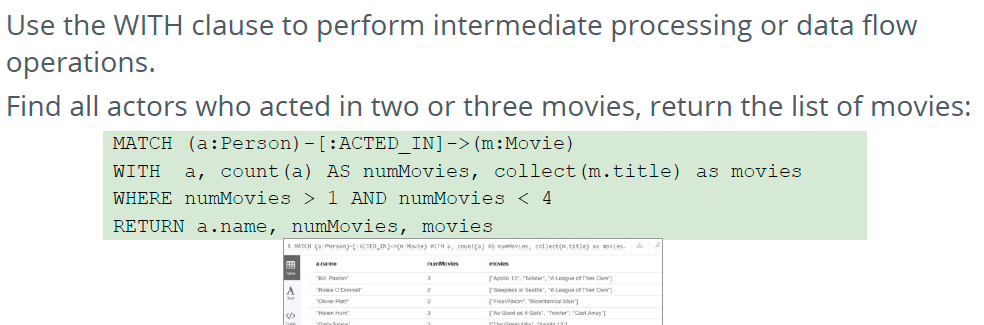 Use the WITH clause to perform intermediate processing or data flow
operations.
Find all actors who acted in two or three movies, return the list of movies:
MATCH (a:Person)-[:ACTED_IN]->(m:Movie)
WITH a, count(a) AS numMovies, collect(m.title) as movies
WHERE numMovies > 1 AND numMovies < 4
RETURN a.name, numMovies, movies
$ MATCH (a:Person)-[:ACTED_IN]->(m:Movie) WITH a, count(a) AS numMovies, collect(m.title) as movies…
a.name numMovies movies
Table
"Bill Paxton" 3 ["Apollo 13", "Twister", "A League of Their Own"]
"Rosie O'Donnell" 2 ["Sleepless in Seattle", "A League of Their Own"]
A
Text
"Oliver Platt" 2 ["Frost/Nixon", "Bicentennial Man"]
"Helen Hunt" 3 ["As Good as It Gets", "Twister", "Cast Away"]
</>
"Gary Sinise" 2 ["The Green Mile", "Apollo 13"]